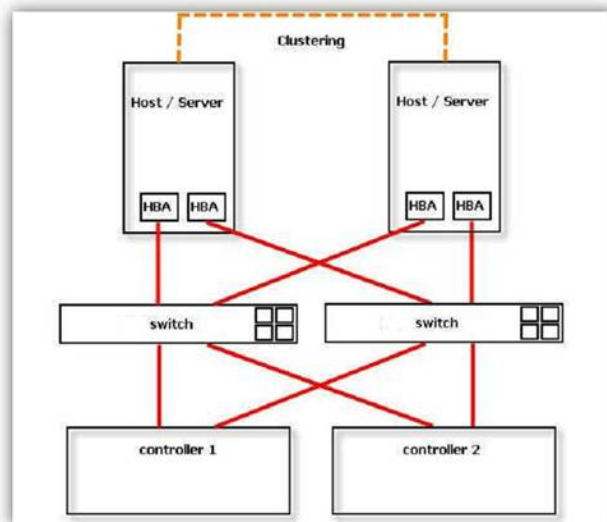 Clustering
Host / Server
Host / Server
HBA
HBA
HBA
HBA
switch
switch
controller 1
controller 2